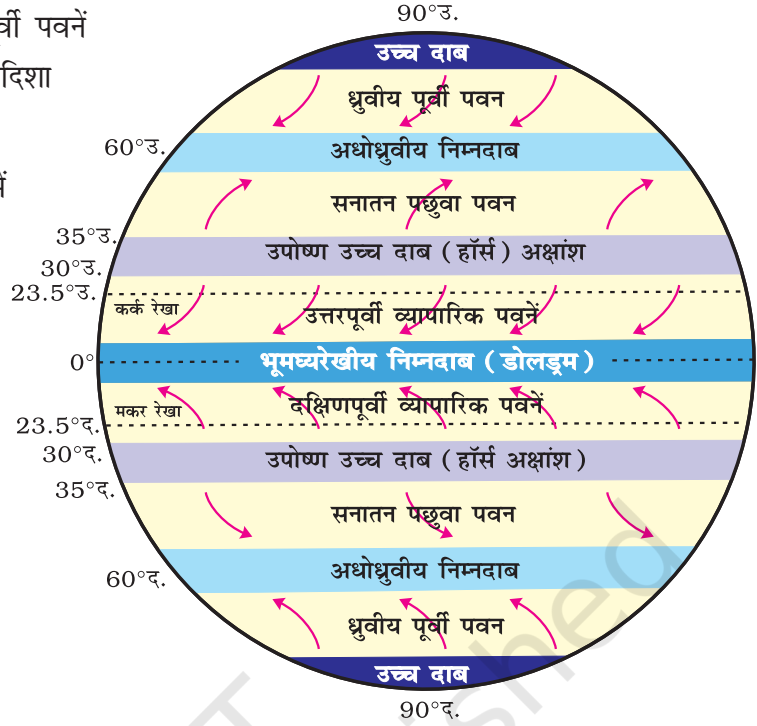 र्वी पवनें
दिशा
में
90°उ.
उच्च दाब
ध्रुवीय पूर्वी पवन
60°उ.
अधोध्रुवीय निम्नदाब
सनातन पछुवा पवन
35°उ.
उपोष्ण उच्च दाब (हॉर्स) अक्षांश
30°उ.
23.5°उ.
कर्क रेखा
उत्तरपूर्वी व्यापारिक पवनें
0°
भूमघ्यरेखीय निम्नदाब (डोलड्रम)
मकर रेखा
दक्षिणपूर्वी व्यापारिक पवनें
23.5°द.
30°द.
उपोष्ण उच्च दाब (हॉर्स अक्षांश)
35°द.
सनातन पछुवा पवन
60°द.
अधोध्रुवीय निम्नदाब
ध्रुवीय पूर्वी पवन
उच्च दाब
90°द.